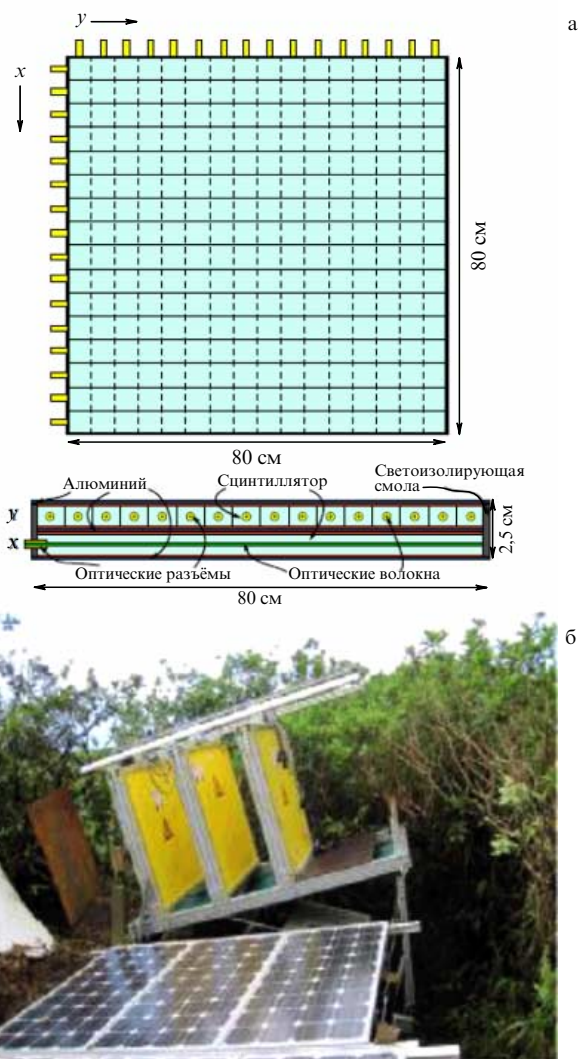 y
а
x
80 см
80 см
Алюминий
Сцинтиллятор
Светоизолирующая
смола
y
x
2,5 см
Оптические разъёмы
Оптические волокна
80 см
б